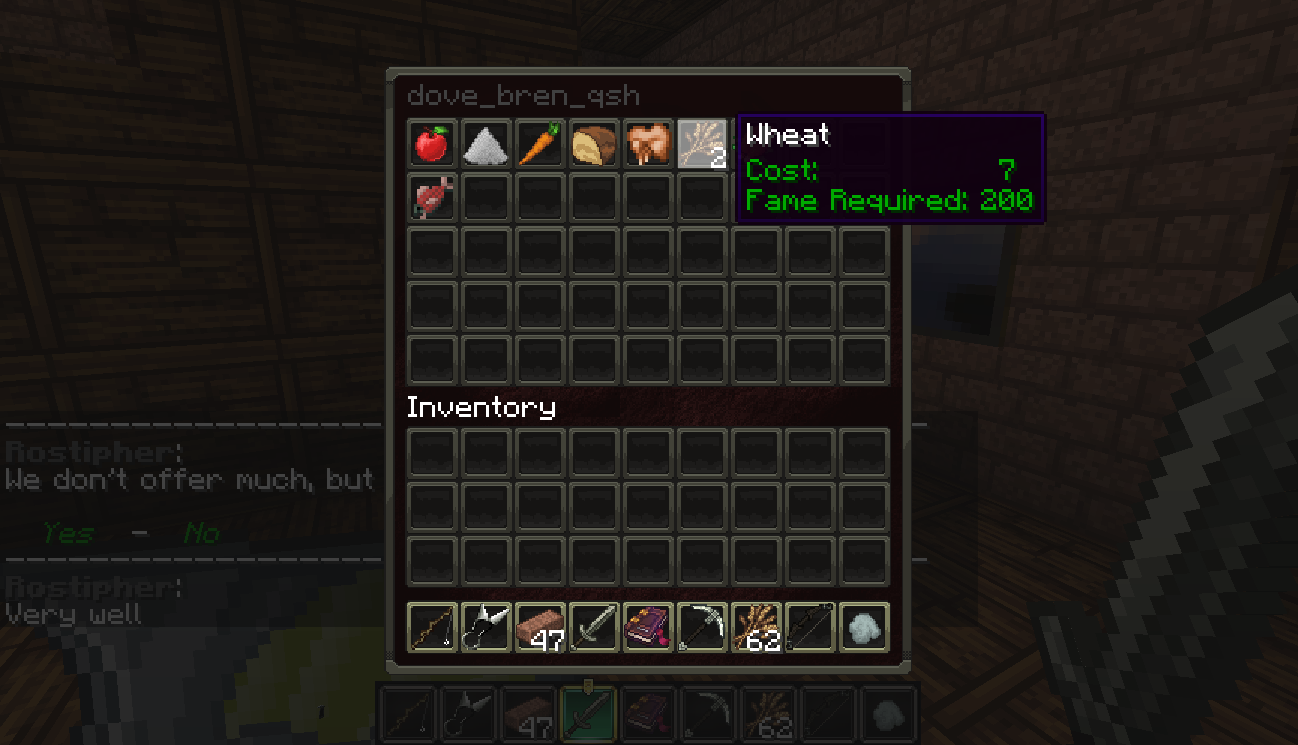 dove_bren_qsh
2
Wheat
Cost: 7
Fame Required: 200
Inventory
Rostipher:
We don't offer much, but
Yes - No
Rostipher:
Very well
47 62
47 62